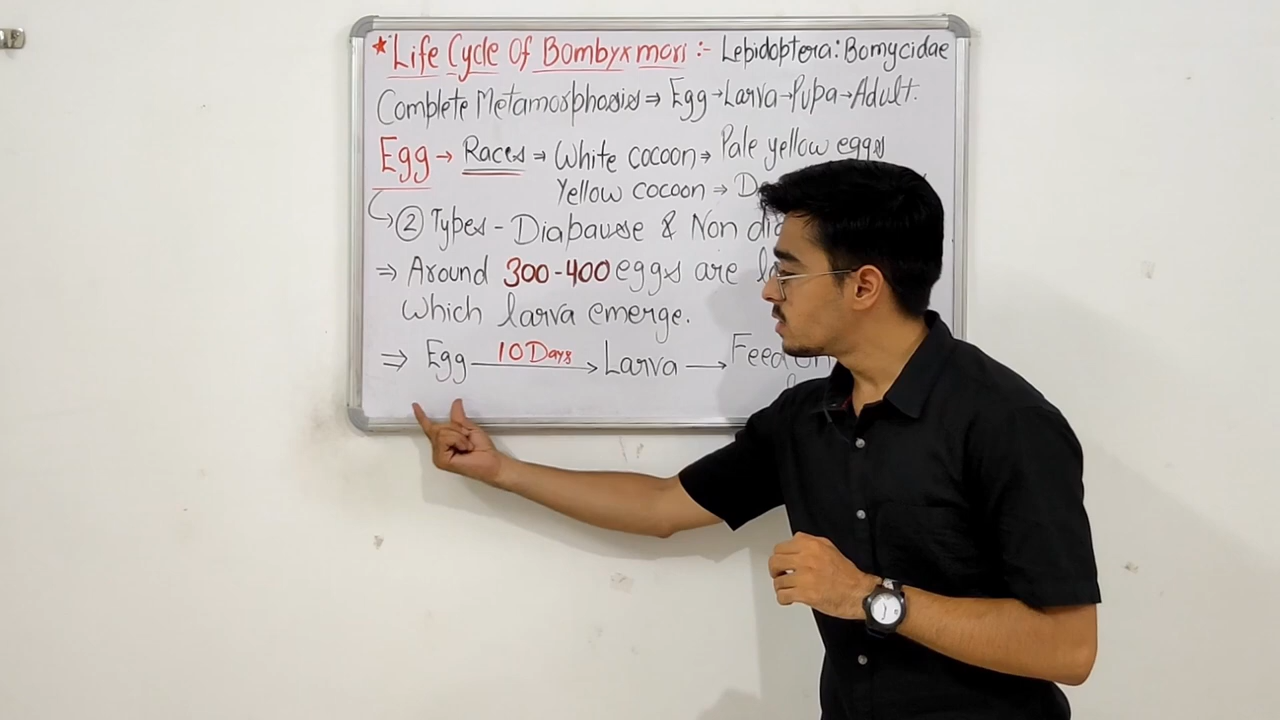 * Life Cycle Of Bombyx mori :- Lepidoptera: Bomycidae
Complete Metamorphosis ⇒ Egg → Larva → Pupa → Adult.
Egg → Races ⇒ White cocoon → Pale yellow eggs
Yellow cocoon ⇒
② Types - Diapause & Non
⇒ Around 300-400 eggs are
which larva emerge.
⇒ Egg 10 Days → Larva → Feed on